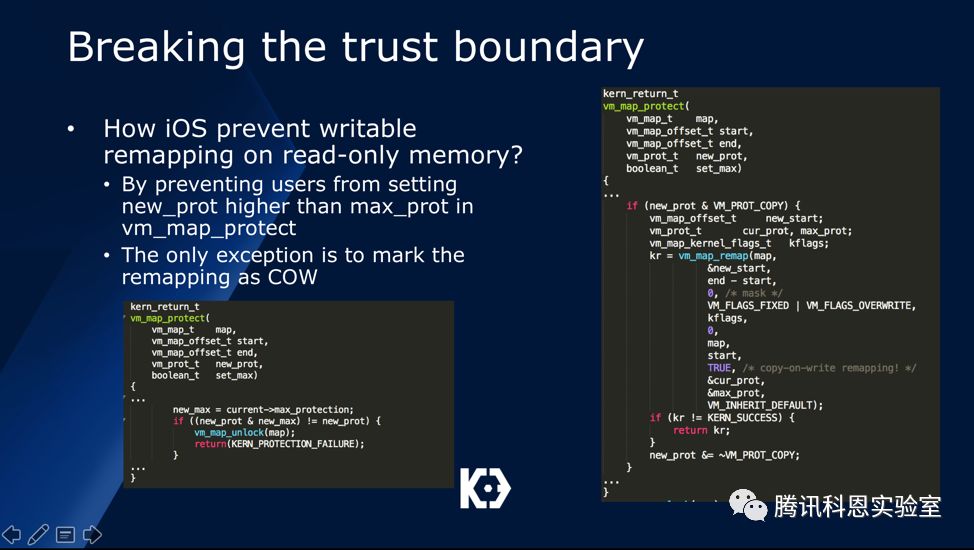 Breaking the trust boundary
• How iOS prevent writable
remapping on read-only memory?
• By preventing users from setting
new_prot higher than max_prot in
vm_map_protect
• The only exception is to mark the
remapping as COW
kern_return_t
vm_map_protect(
vm_map_t map,
vm_map_offset_t start,
vm_map_offset_t end,
vm_prot_t new_prot,
boolean_t set_max)
{
...
new_max = current->max_protection;
if ((new_prot & new_max) != new_prot) {
vm_map_unlock(map);
return(KERN_PROTECTION_FAILURE);
}
...
}
kern_return_t
vm_map_protect(
vm_map_t map,
vm_map_offset_t start,
vm_map_offset_t end,
vm_prot_t new_prot,
boolean_t set_max)
{
...
if (new_prot & VM_PROT_COPY) {
vm_map_offset_t new_start;
vm_prot_t cur_prot, max_prot;
vm_map_kernel_flags_t kflags;
kr = vm_map_remap(map,
&new_start,
end - start,
0, /* mask */
VM_FLAGS_FIXED | VM_FLAGS_OVERWRITE,
kflags,
0,
map,
start,
TRUE, /* copy-on-write remapping! */
&cur_prot,
&max_prot,
VM_INHERIT_DEFAULT);
if (kr != KERN_SUCCESS) {
return kr;
}
new_prot &= ~VM_PROT_COPY;
}
...
}
腾讯科恩实验室